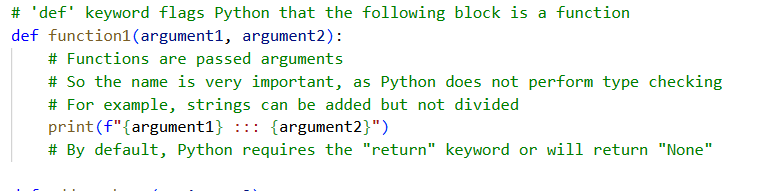 # 'def' keyword flags Python that the following block is a function
def function1(argument1, argument2):
    # Functions are passed arguments
    # So the name is very important, as Python does not perform type checking
    # For example, strings can be added but not divided
    print(f"{argument1} ::: {argument2}")
    # By default, Python requires the "return" keyword or will return "None"